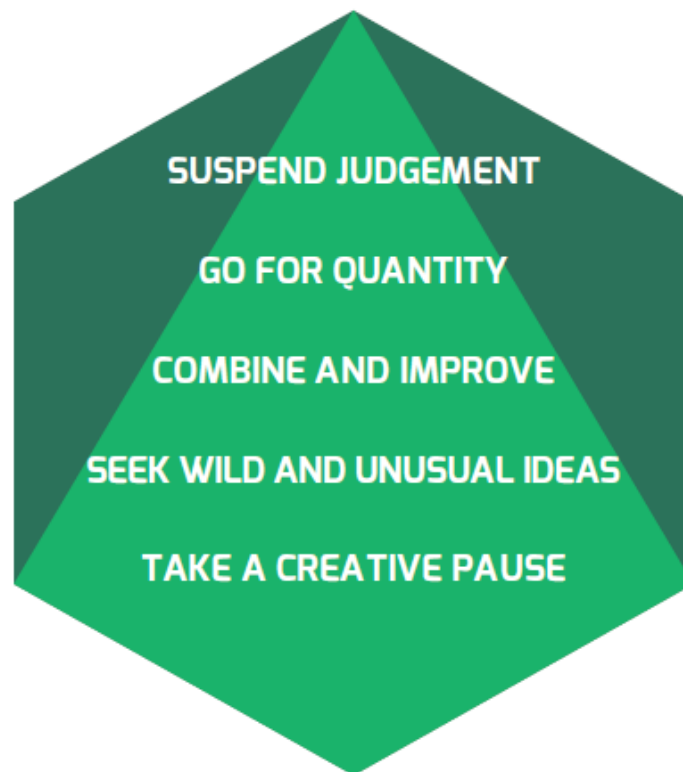 SUSPEND JUDGEMENT
GO FOR QUANTITY
COMBINE AND IMPROVE
SEEK WILD AND UNUSUAL IDEAS
TAKE A CREATIVE PAUSE